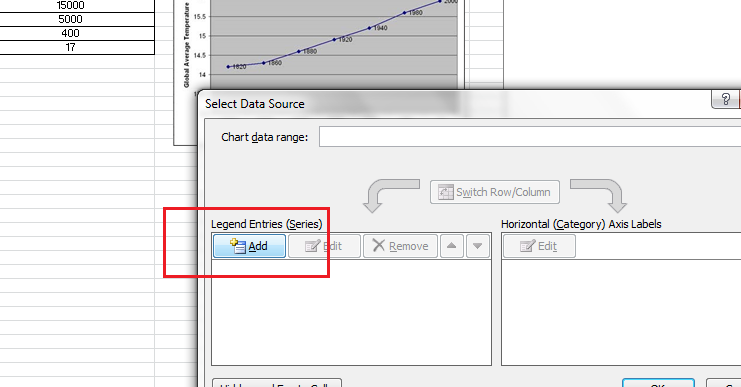 15000
5000
400
17
Global Average Temperature
15.5
15
14.5
14
2000
1980
1940
1920
1880
1860
1820
Select Data Source
?
Chart data range:
Switch Row/Column
Legend Entries (Series)
Horizontal (Category) Axis Labels
Add
Edit
Remove
Edit